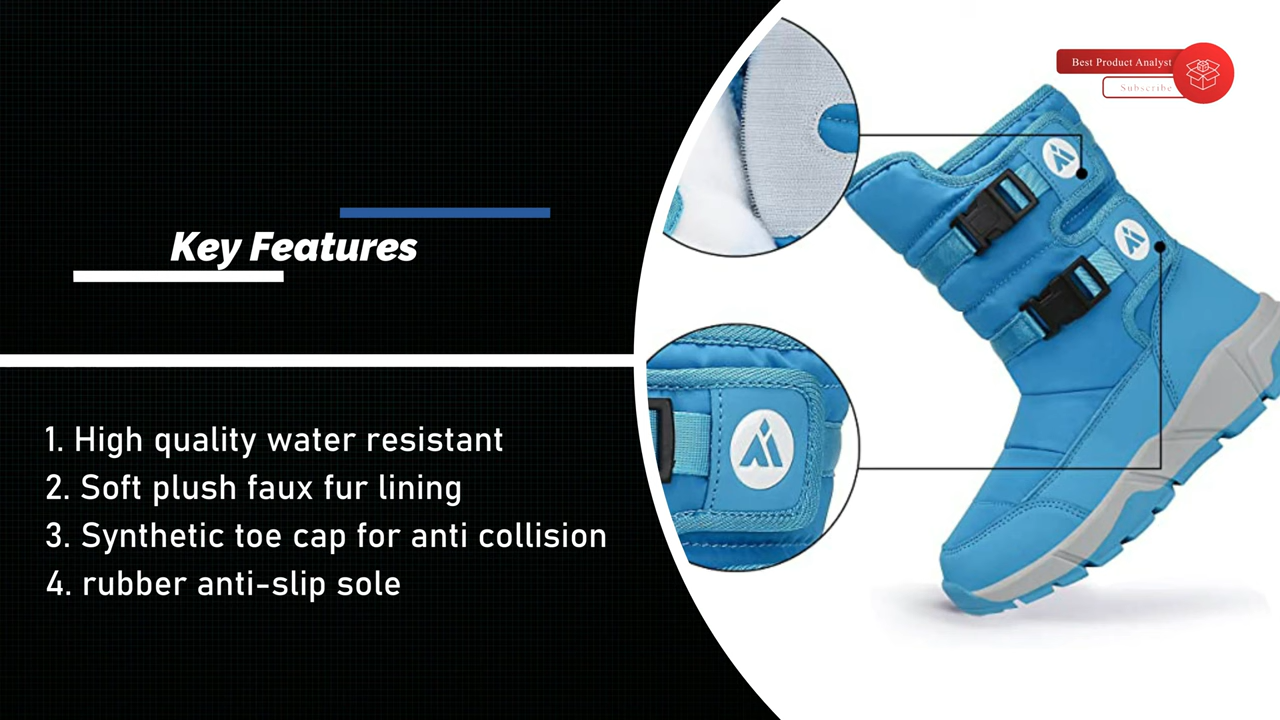 Best Product Analyst
Subscribe
Key Features
1. High quality water resistant
2. Soft plush faux fur lining
3. Synthetic toe cap for anti collision
4. rubber anti-slip sole